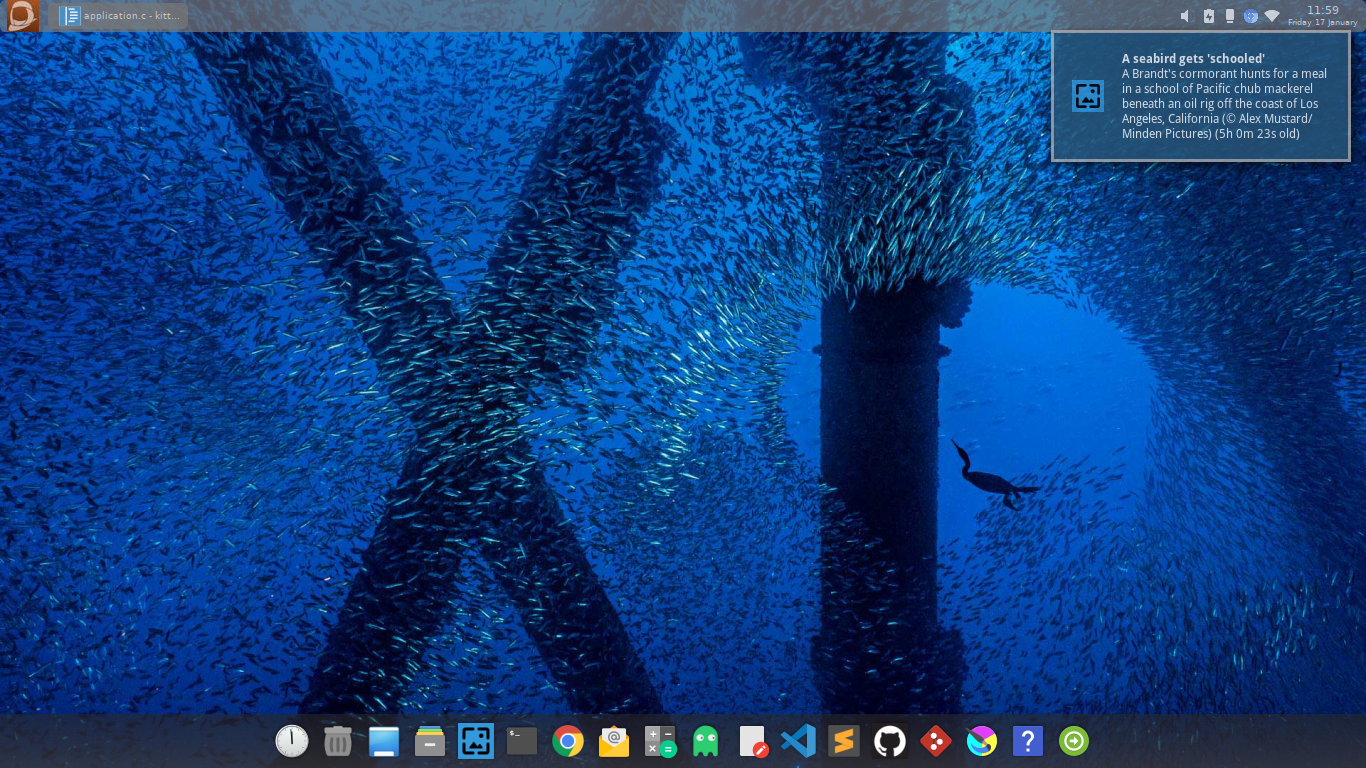 application.c - kitt...
11:59
Friday 17 January
A seabird gets 'schooled'
A Brandt's cormorant hunts for a meal
in a school of Pacific chub mackerel
beneath an oil rig off the coast of Los
Angeles, California (© Alex Mustard/
Minden Pictures) (5h 0m 23s old)